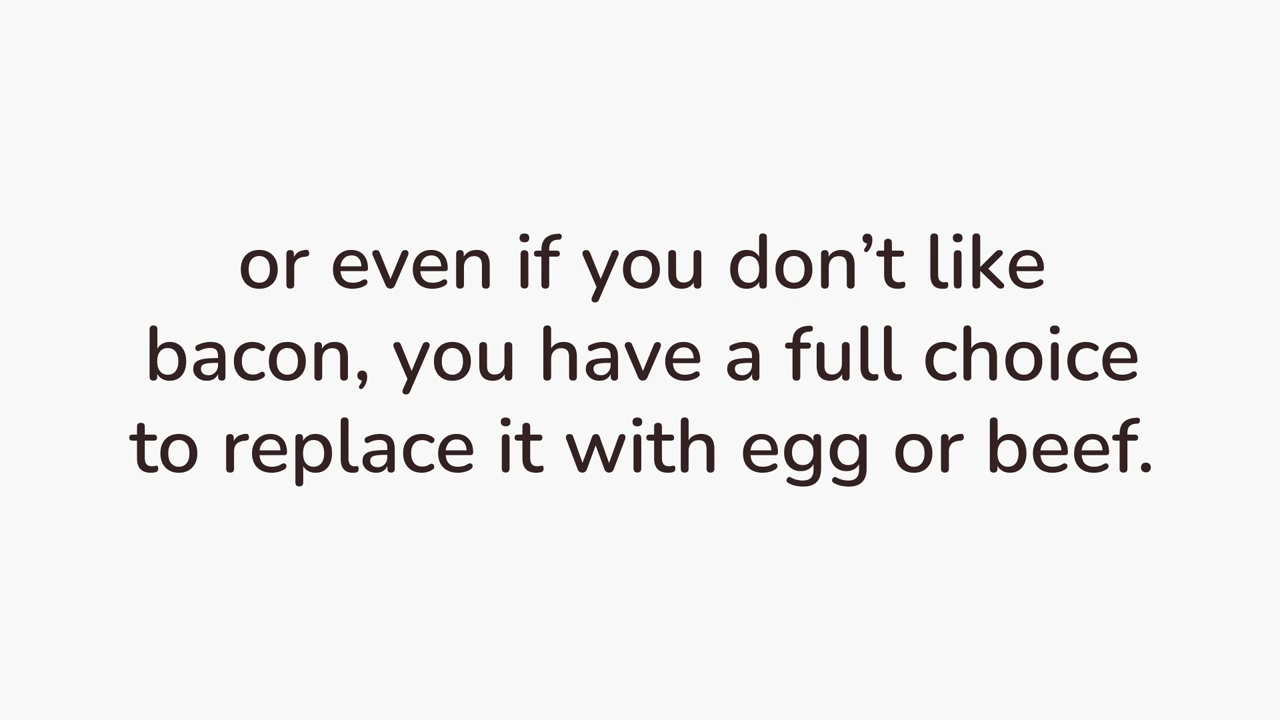 or even if you don’t like
bacon, you have a full choice
to replace it with egg or beef.